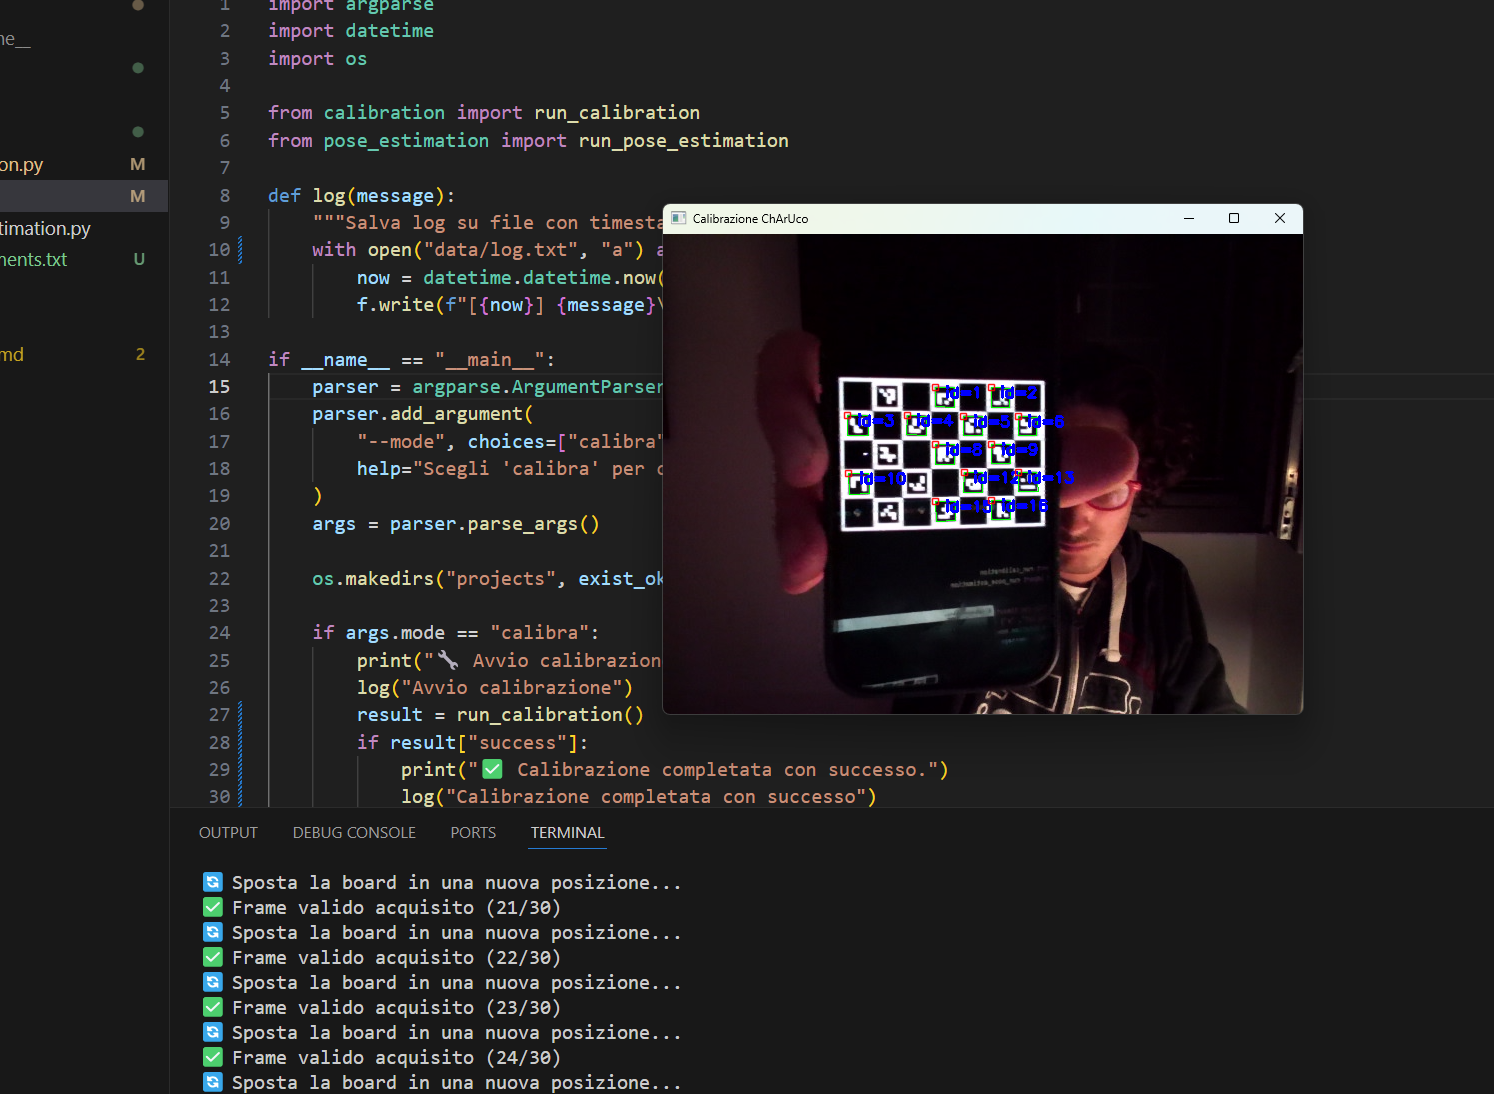 ne__
on.py M
M
timation.py
nents.txt U
md 2
1 import argparse
2 import datetime
3 import os
4
5 from calibration import run_calibration
6 from pose_estimation import run_pose_estimation
7
8 def log(message):
9 """Salva log su file con timesta
10 with open("data/log.txt", "a") a
11 now = datetime.datetime.now(
12 f.write(f"[{now}] {message}\
13
14 if __name__ == "__main__":
15 parser = argparse.ArgumentParser
16 parser.add_argument(
17 "--mode", choices=["calibra"
18 help="Scegli 'calibra' per c
19 )
20 args = parser.parse_args()
21
22 os.makedirs("projects", exist_ok
23
24 if args.mode == "calibra":
25 print("🔧 Avvio calibrazion
26 log("Avvio calibrazione")
27 result = run_calibration()
28 if result["success"]:
29 print("✅ Calibrazione completata con successo.")
30 log("Calibrazione completata con successo")
Calibrazione ChArUco
id=1 id=2
id=3 id=4 id=5 id=6
id=8 id=9
id=10 id=12 id=13
id=15 id=16
OUTPUT DEBUG CONSOLE PORTS TERMINAL
🔄 Sposta la board in una nuova posizione...
✅ Frame valido acquisito (21/30)
🔄 Sposta la board in una nuova posizione...
✅ Frame valido acquisito (22/30)
🔄 Sposta la board in una nuova posizione...
✅ Frame valido acquisito (23/30)
🔄 Sposta la board in una nuova posizione...
✅ Frame valido acquisito (24/30)
🔄 Sposta la board in una nuova posizione...